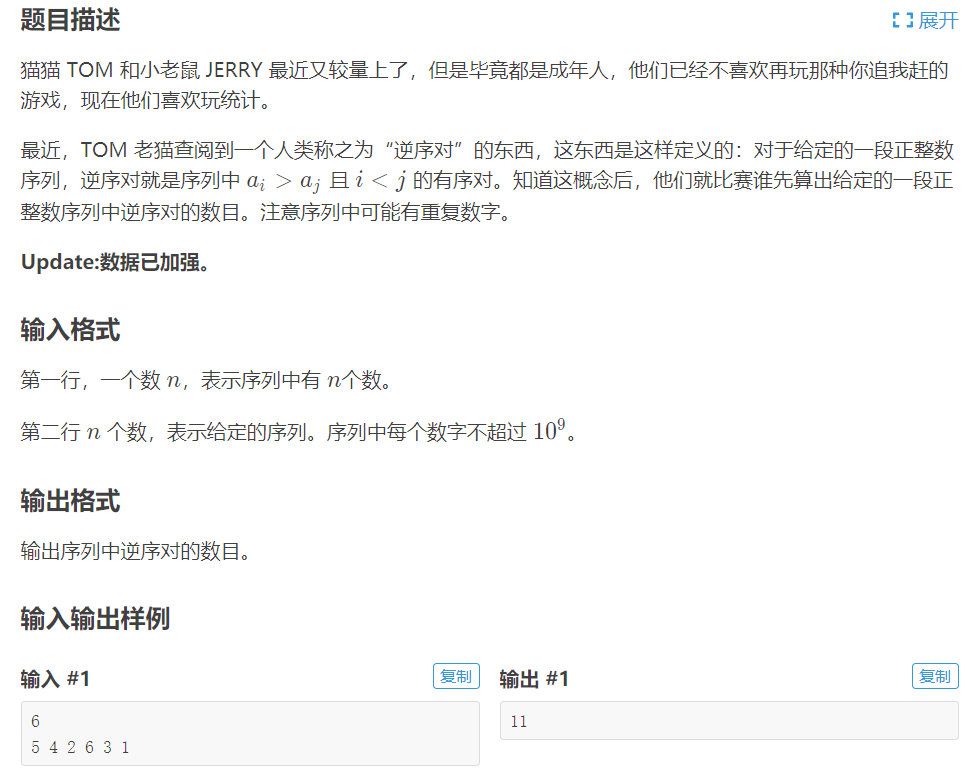 题目描述
展开
猫猫 TOM 和小老鼠 JERRY 最近又较量上了，但是毕竟都是成年人，他们已经不喜欢再玩那种你追我赶的
游戏，现在他们喜欢玩统计。
最近，TOM 老猫查阅到一个人类称之为“逆序对”的东西，这东西是这样定义的：对于给定的一段正整数
序列，逆序对就是序列中 aᵢ > aⱼ 且 i < j 的有序对。知道这概念后，他们就比赛谁先算出给定的一段正
整数序列中逆序对的数目。注意序列中可能有重复数字。
Update:数据已加强。
输入格式
第一行，一个数 n，表示序列中有 n个数。
第二行 n 个数，表示给定的序列。序列中每个数字不超过 10⁹。
输出格式
输出序列中逆序对的数目。
输入输出样例
输入 #1
复制
输出 #1
复制
6
5 4 2 6 3 1
11